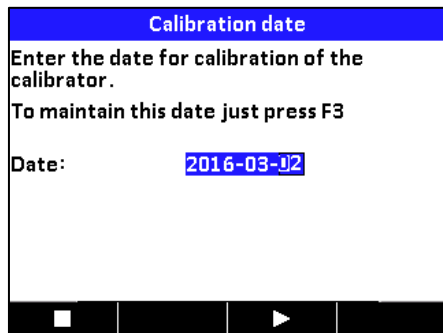 Calibration date
Enter the date for calibration of the
calibrator.
To maintain this date just press F3
Date: 2016-03-02